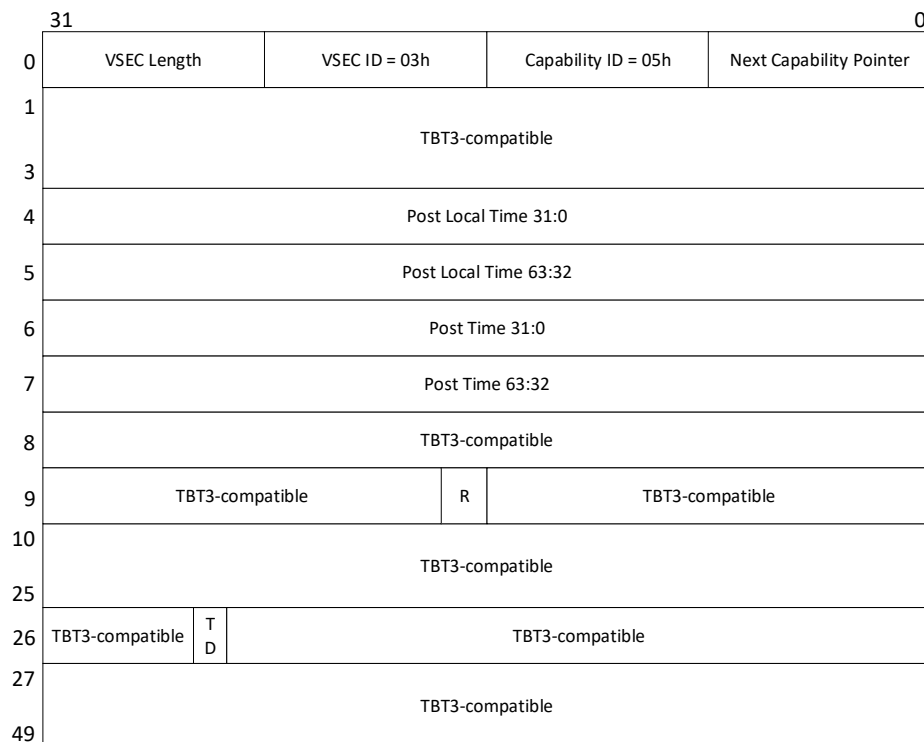 31 0
0 VSEC Length VSEC ID = 03h Capability ID = 05h Next Capability Pointer
1
TBT3-compatible
3
4 Post Local Time 31:0
5 Post Local Time 63:32
6 Post Time 31:0
7 Post Time 63:32
8 TBT3-compatible
9 TBT3-compatible R TBT3-compatible
10
TBT3-compatible
25
26 TBT3-compatible T D TBT3-compatible
27
TBT3-compatible
49